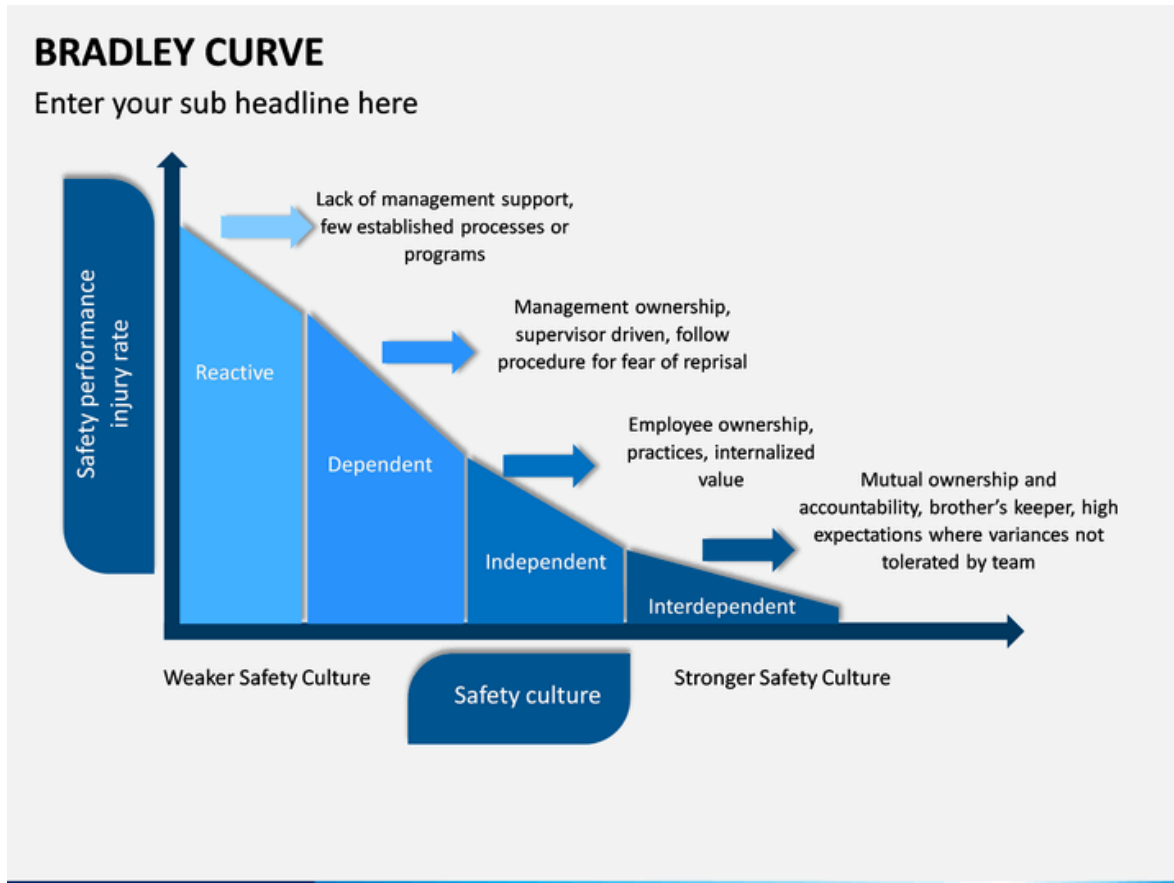 BRADLEY CURVE
Enter your sub headline here
Safety performance
injury rate
Lack of management support,
few established processes or
programs
Reactive
Management ownership,
supervisor driven, follow
procedure for fear of reprisal
Dependent
Employee ownership,
practices, internalized
value
Independent
Mutual ownership and
accountability, brother’s keeper, high
expectations where variances not
tolerated by team
Interdependent
Weaker Safety Culture
Safety culture
Stronger Safety Culture